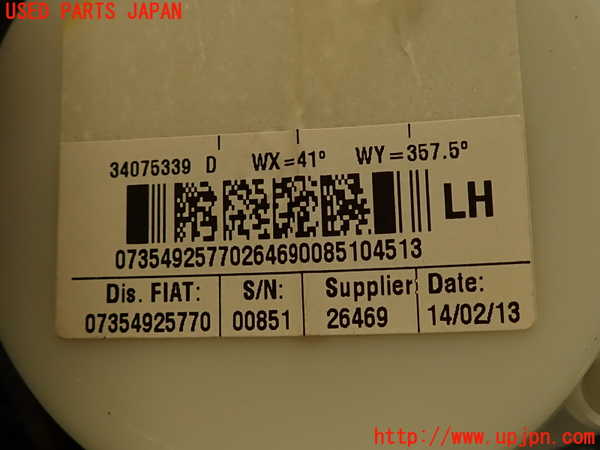 USED PARTS JAPAN
34075339 D WX=41° WY=357.5°
LH
07354925770264690085104513
Dis. FIAT: S/N: Supplier Date:
07354925770 00851 26469 14/02/13
http://www.upjpn.com/